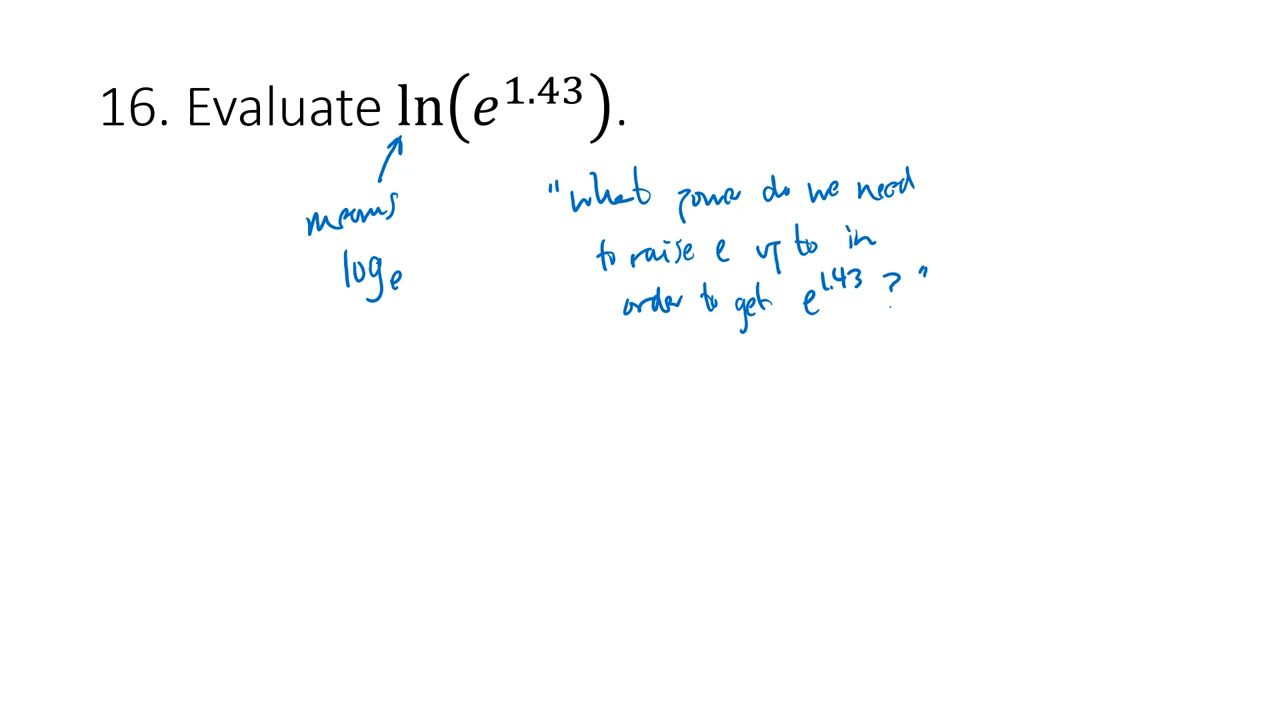 16. Evaluate ln(e^{1.43}).
means
log_e
"what power do we need
to raise e up to in
order to get e^{1.43} ?"